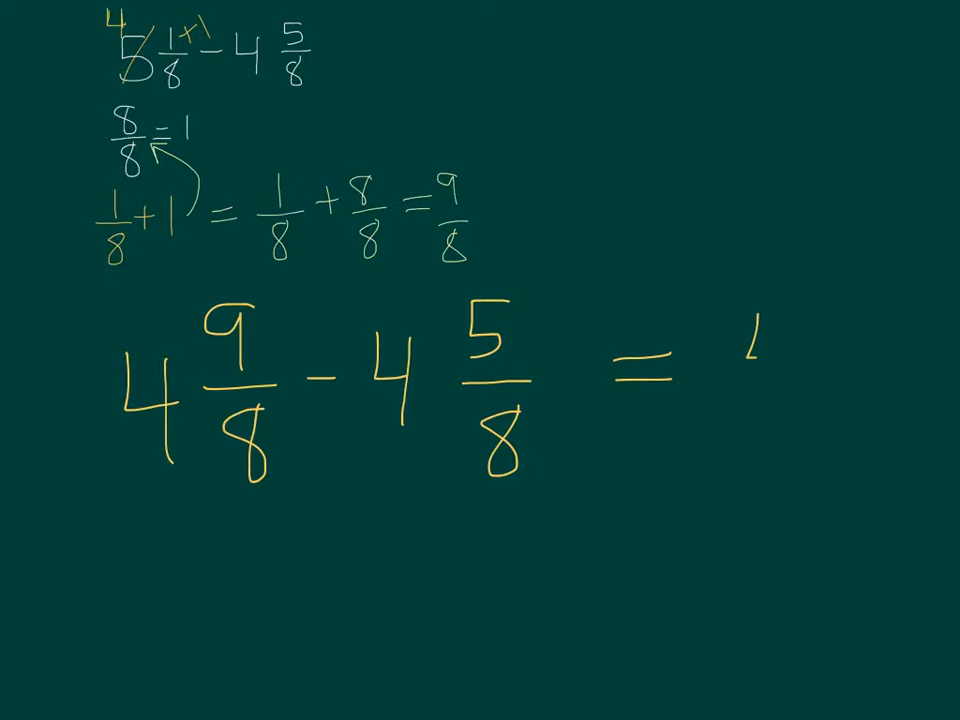 4
5 1/8 +1 - 4 5/8
8/8 = 1
1/8 + 1 = 1/8 + 8/8 = 9/8
4 9/8 - 4 5/8 =